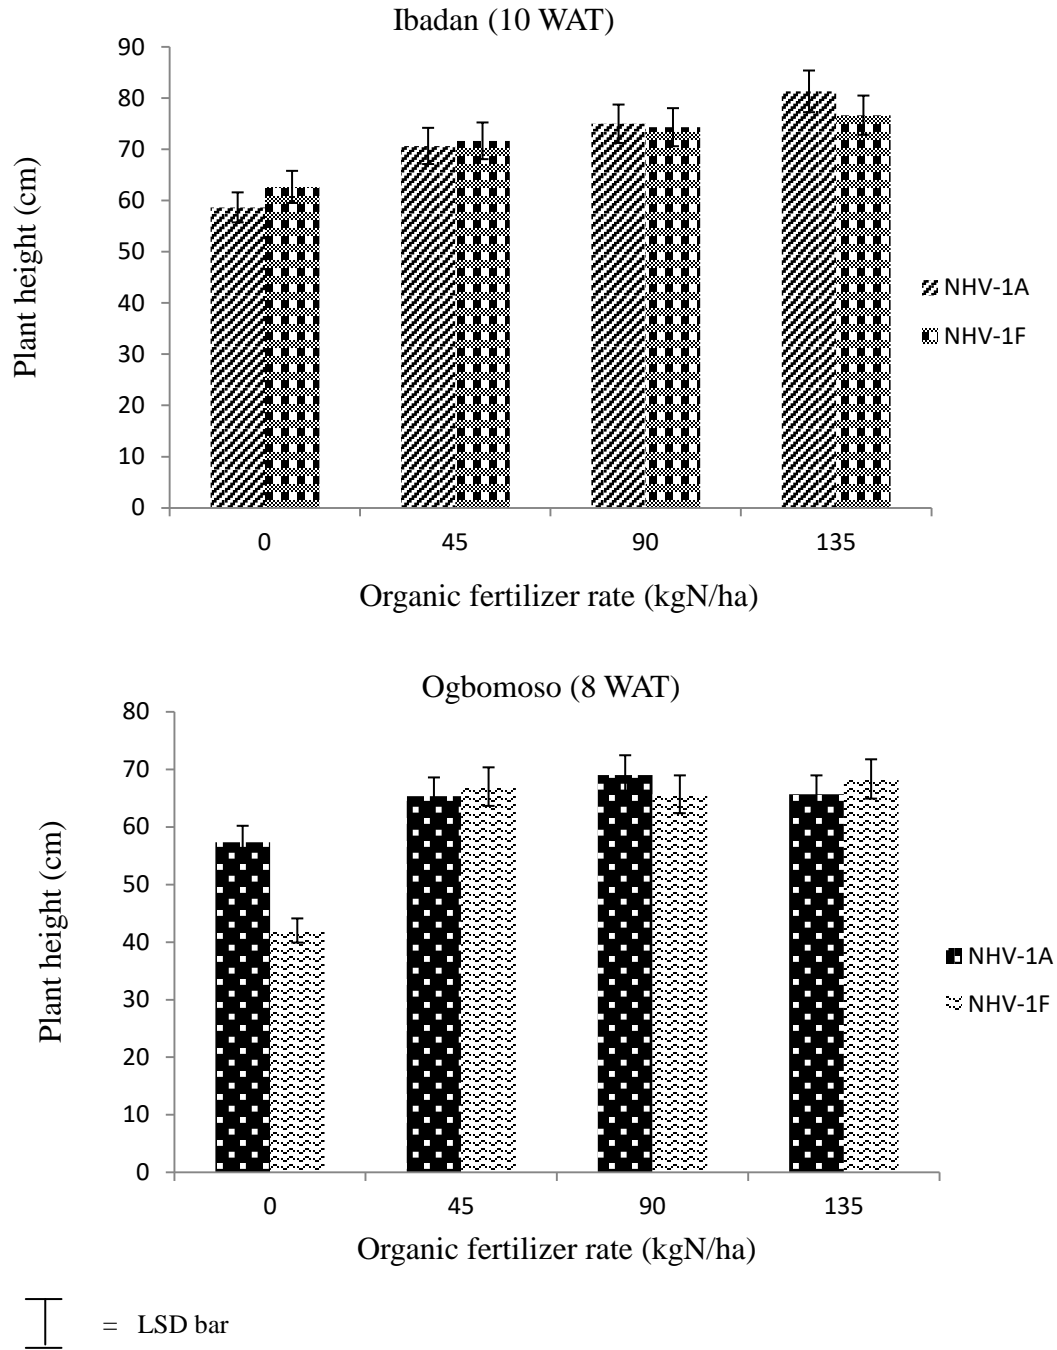 Ibadan (10 WAT)
90
80
70
60
50
40
30
20
10
0
Plant height (cm)
0 45 90 135
Organic fertilizer rate (kgN/ha)
NHV-1A
NHV-1F
Ogbomoso (8 WAT)
80
70
60
50
40
30
20
10
0
Plant height (cm)
0 45 90 135
Organic fertilizer rate (kgN/ha)
NHV-1A
NHV-1F
= LSD bar